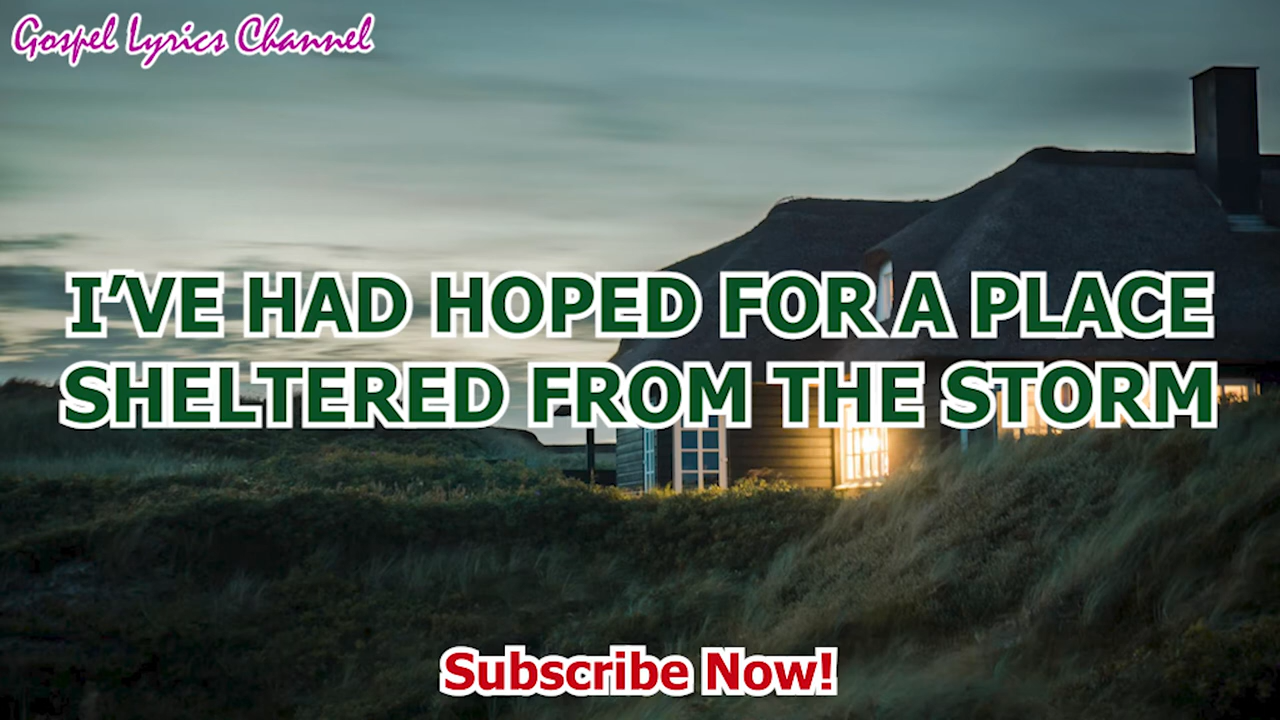 Gospel Lyrics Channel
I’VE HAD HOPED FOR A PLACE
SHELTERED FROM THE STORM
Subscribe Now!